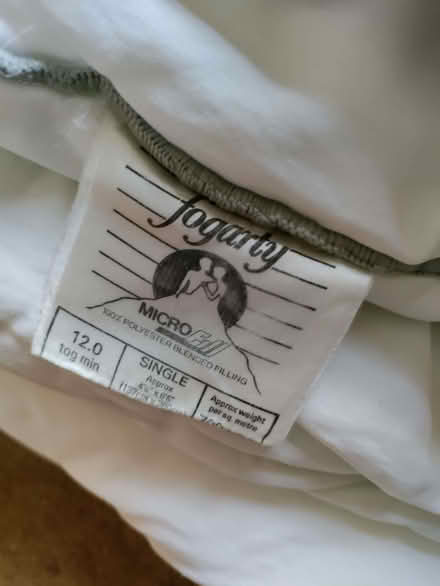 fogarty
MICRO
100% POLYESTER BLENDED FILLING
12.0
tog min
SINGLE
Approx
Approx weight
per sq. metre